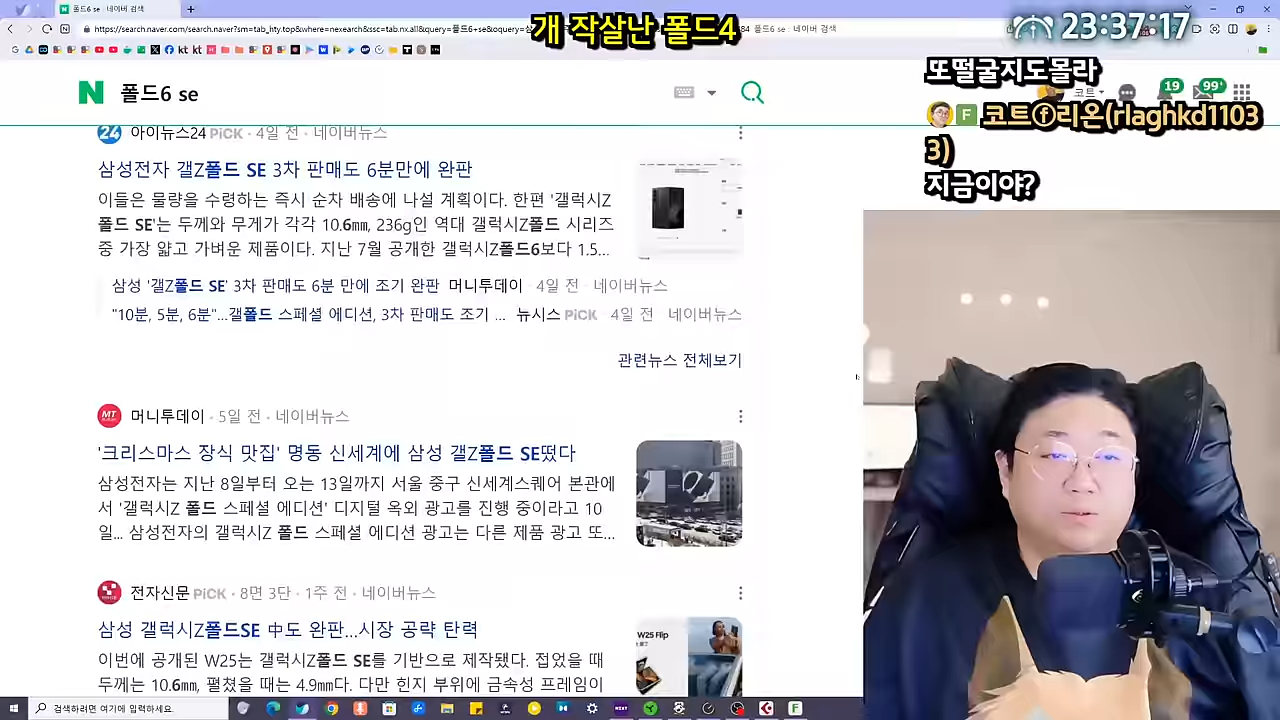 폴드6 se : 네이버 검색
개 작살난 폴드4
23:37:17
또떨굴지도몰라
코트ⓕ리온(rlaghkd1103
3)
지금이야?
N 폴드6 se
코트
19
99+
24 아이뉴스24 PiCK · 4일 전 · 네이버뉴스
삼성전자 갤Z폴드 SE 3차 판매도 6분만에 완판
이들은 물량을 수령하는 즉시 순차 배송에 나설 계획이다. 한편 '갤럭시Z
폴드 SE'는 두께와 무게가 각각 10.6㎜, 236g인 역대 갤럭시Z폴드 시리즈
중 가장 얇고 가벼운 제품이다. 지난 7월 공개한 갤럭시Z폴드6보다 1.5...
삼성 '갤Z폴드 SE' 3차 판매도 6분 만에 조기 완판 머니투데이 · 4일 전 · 네이버뉴스
"10분, 5분, 6분"...갤폴드 스페셜 에디션, 3차 판매도 조기 ... 뉴시스 PiCK 4일 전 네이버뉴스
관련뉴스 전체보기
MT 머니투데이 · 5일 전 · 네이버뉴스
'크리스마스 장식 맛집' 명동 신세계에 삼성 갤Z폴드 SE떴다
삼성전자는 지난 8일부터 오는 13일까지 서울 중구 신세계스퀘어 본관에
서 '갤럭시Z 폴드 스페셜 에디션' 디지털 옥외 광고를 진행 중이라고 10
일... 삼성전자의 갤럭시Z 폴드 스페셜 에디션 광고는 다른 제품 광고 또...
전자신문 PiCK · 8면 3단 · 1주 전 · 네이버뉴스
삼성 갤럭시Z폴드SE 中도 완판...시장 공략 탄력
이번에 공개된 W25는 갤럭시Z폴드 SE를 기반으로 제작됐다. 접었을 때
두께는 10.6㎜, 펼쳤을 때는 4.9㎜다. 다만 힌지 부위에 금속성 프레임이
W25 Flip
검색하려면 여기에 입력하세요.